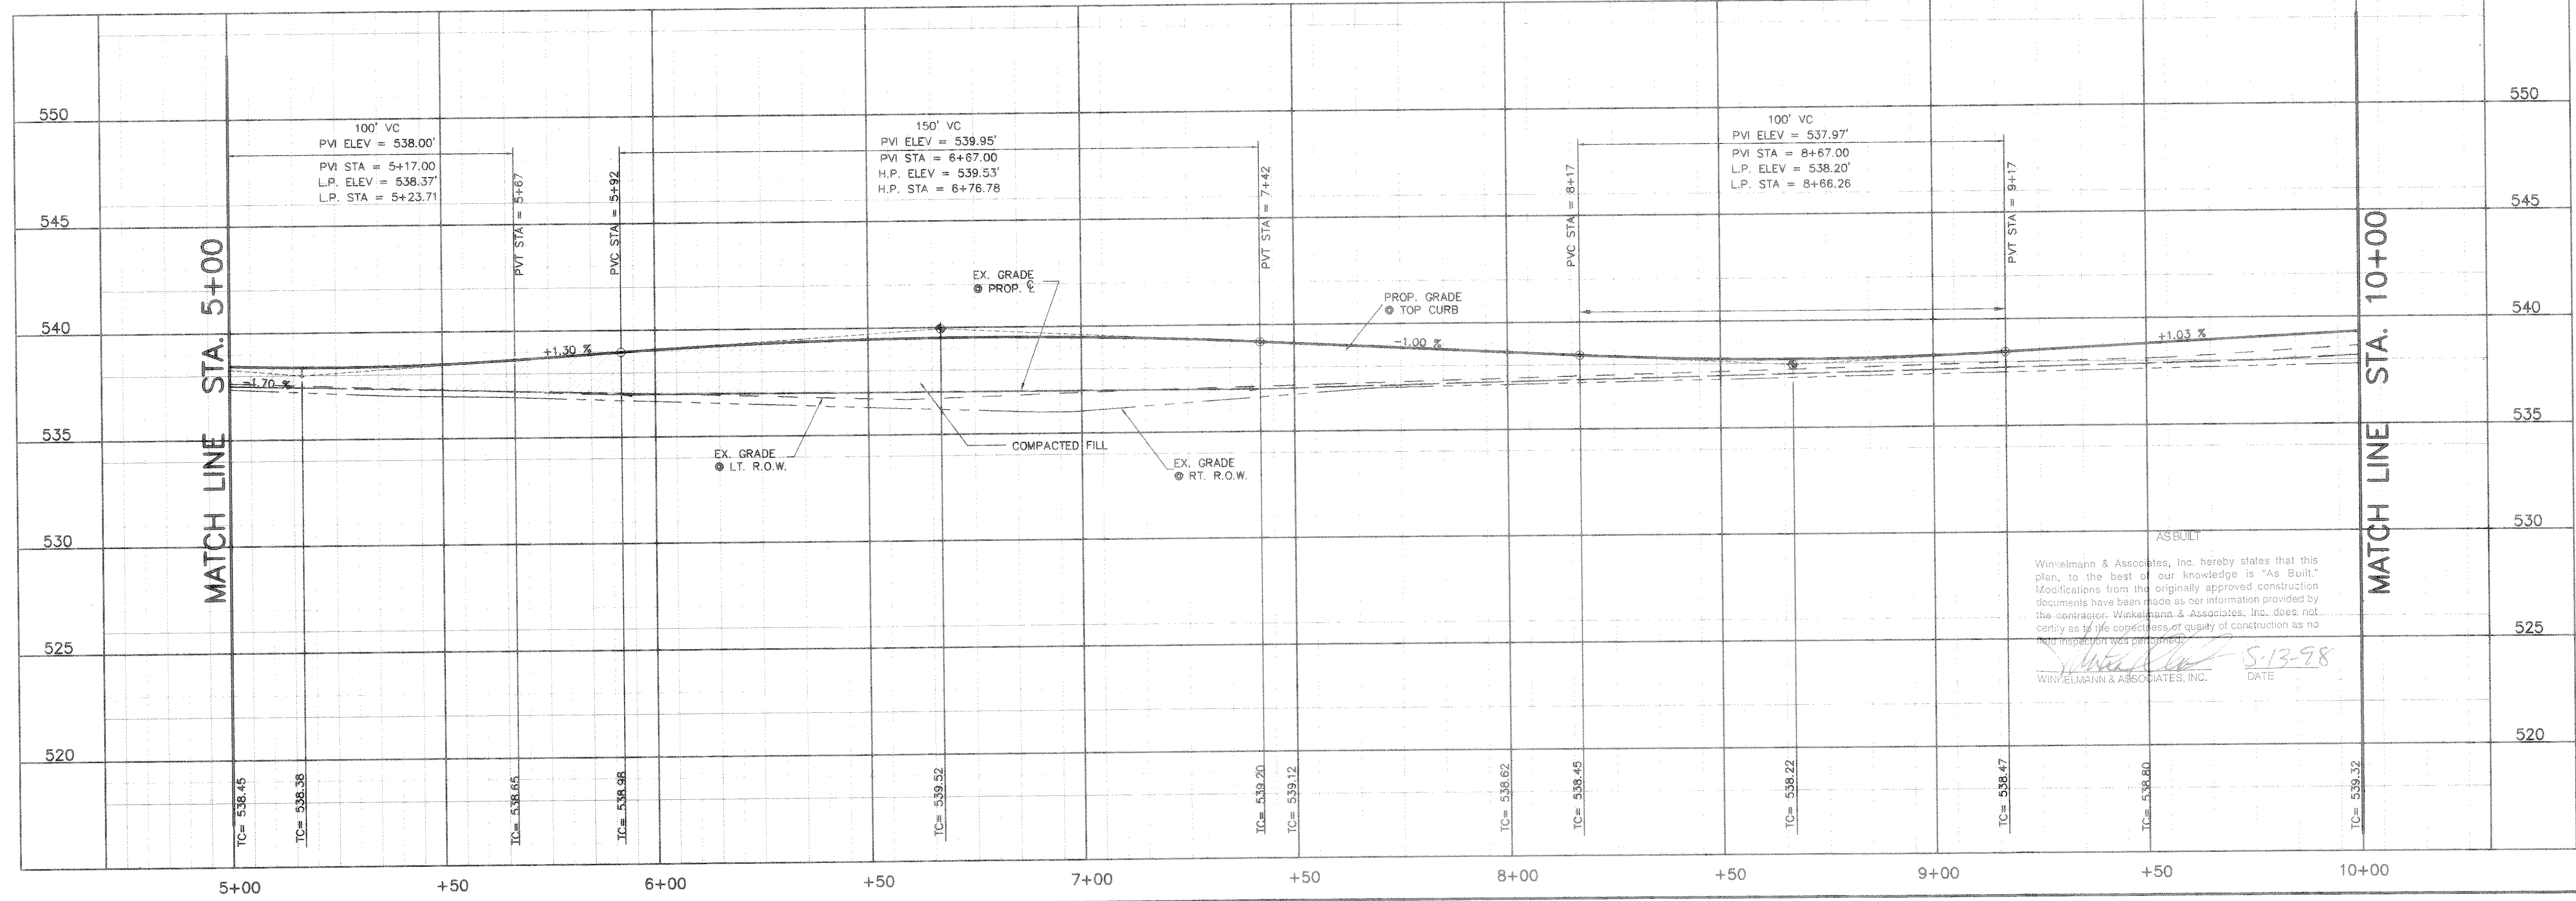 100' VC
PVI ELEV = 538.00'
PVI STA = 5+17.00
L.P. ELEV = 538.37'
L.P. STA = 5+23.71
150' VC
PVI ELEV = 539.95'
PVI STA = 6+67.00
H.P. ELEV = 539.53'
H.P. STA = 6+76.78
100' VC
PVI ELEV = 537.97'
PVI STA = 8+67.00
L.P. ELEV = 538.20'
L.P. STA = 8+66.26
PVT STA = 5+67
PVC STA = 5+92
PVT STA = 7+42
PVC STA = 8+17
PVT STA = 9+17
550
545
540
535
530
525
520
550
545
540
535
530
525
520
MATCH LINE STA. 5+00
MATCH LINE STA. 10+00
-1.70 %
+1.30 %
-1.00 %
+1.03 %
EX. GRADE
@ PROP. ℄
PROP. GRADE
@ TOP CURB
EX. GRADE
@ LT. R.O.W.
COMPACTED FILL
EX. GRADE
@ RT. R.O.W.
AS BUILT
Winkelmann & Associates, Inc. hereby states that this
plan, to the best of our knowledge is "As Built."
Modifications from the originally approved construction
documents have been made as per information provided by
the contractor. Winkelmann & Associates, Inc. does not
certify as to the correctness or quality of construction as no
field inspection was performed.
5-13-98
WINKELMANN & ASSOCIATES, INC. DATE
TC= 538.45
TC= 538.38
TC= 538.65
TC= 538.98
TC= 539.52
TC= 539.20
TC= 539.12
TC= 538.62
TC= 538.45
TC= 538.22
TC= 538.47
TC= 538.80
TC= 539.32
5+00 +50 6+00 +50 7+00 +50 8+00 +50 9+00 +50 10+00